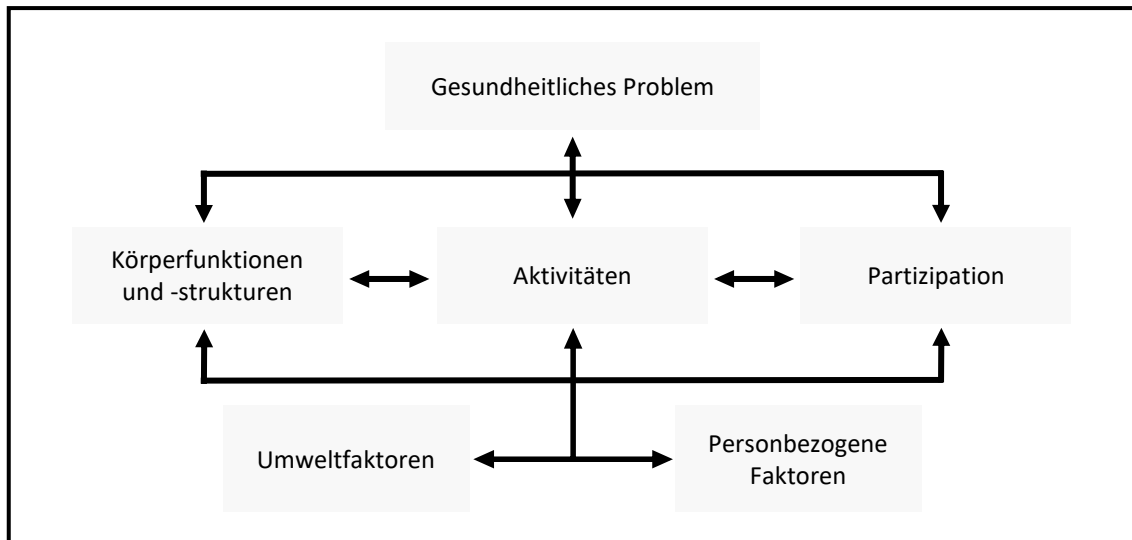 Gesundheitliches Problem
Körperfunktionen
und -strukturen
Aktivitäten
Partizipation
Umweltfaktoren
Personbezogene
Faktoren